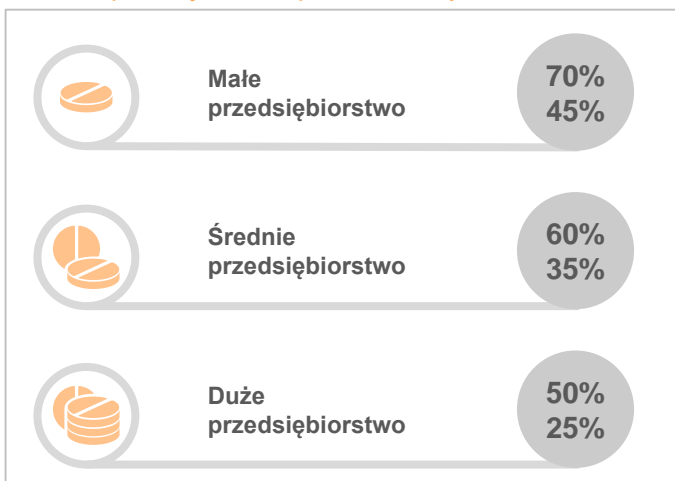 Małe
przedsiębiorstwo
70%
45%
Średnie
przedsiębiorstwo
60%
35%
Duże
przedsiębiorstwo
50%
25%